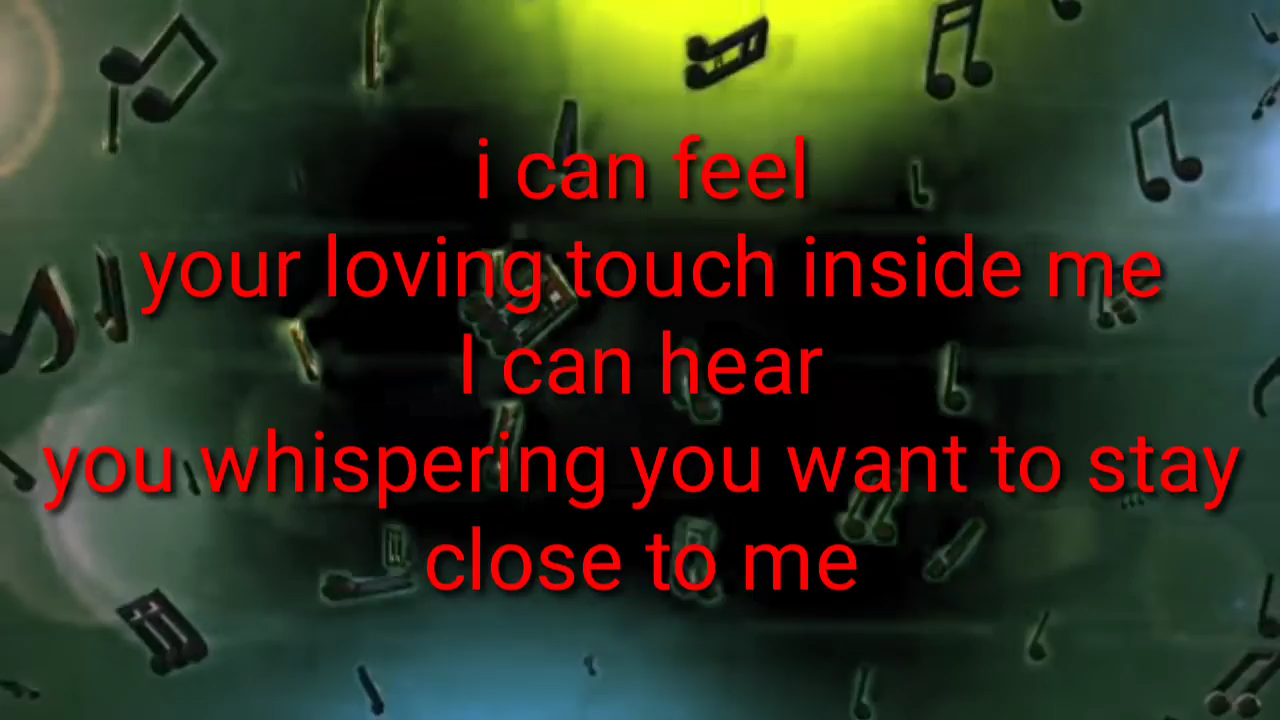 i can feel
your loving touch inside me
I can hear
you whispering you want to stay
close to me